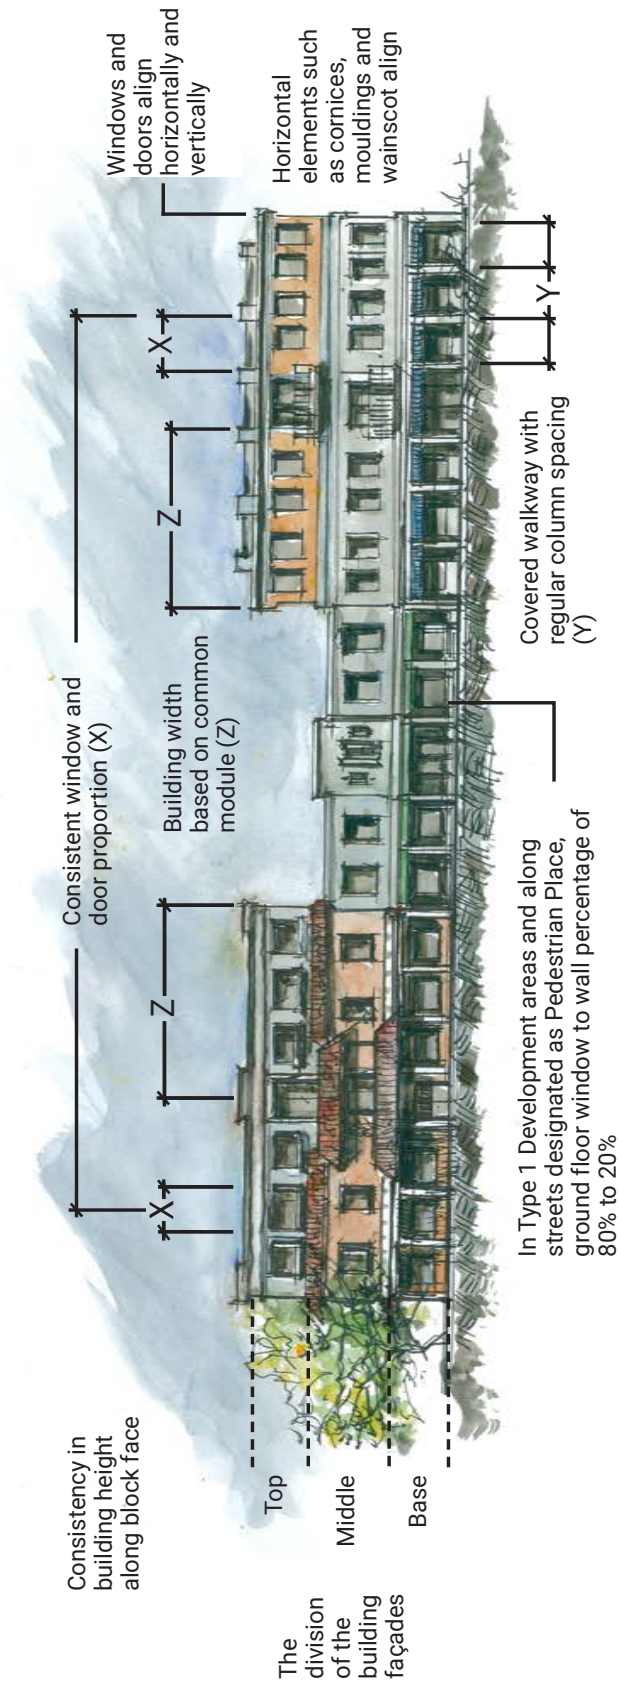 Consistency in
building height
along block face
Consistent window and
door proportion (X)
Windows and
doors align
horizontally and
vertically
X
Z
Building width
based on common
module (Z)
Z
X
Horizontal
elements such
as cornices,
mouldings and
wainscot align
The
division
of the
building
façades
Top
Middle
Base
In Type 1 Development areas and along
streets designated as Pedestrian Place,
ground floor window to wall percentage of
80% to 20%
Covered walkway with
regular column spacing
(Y)
Y